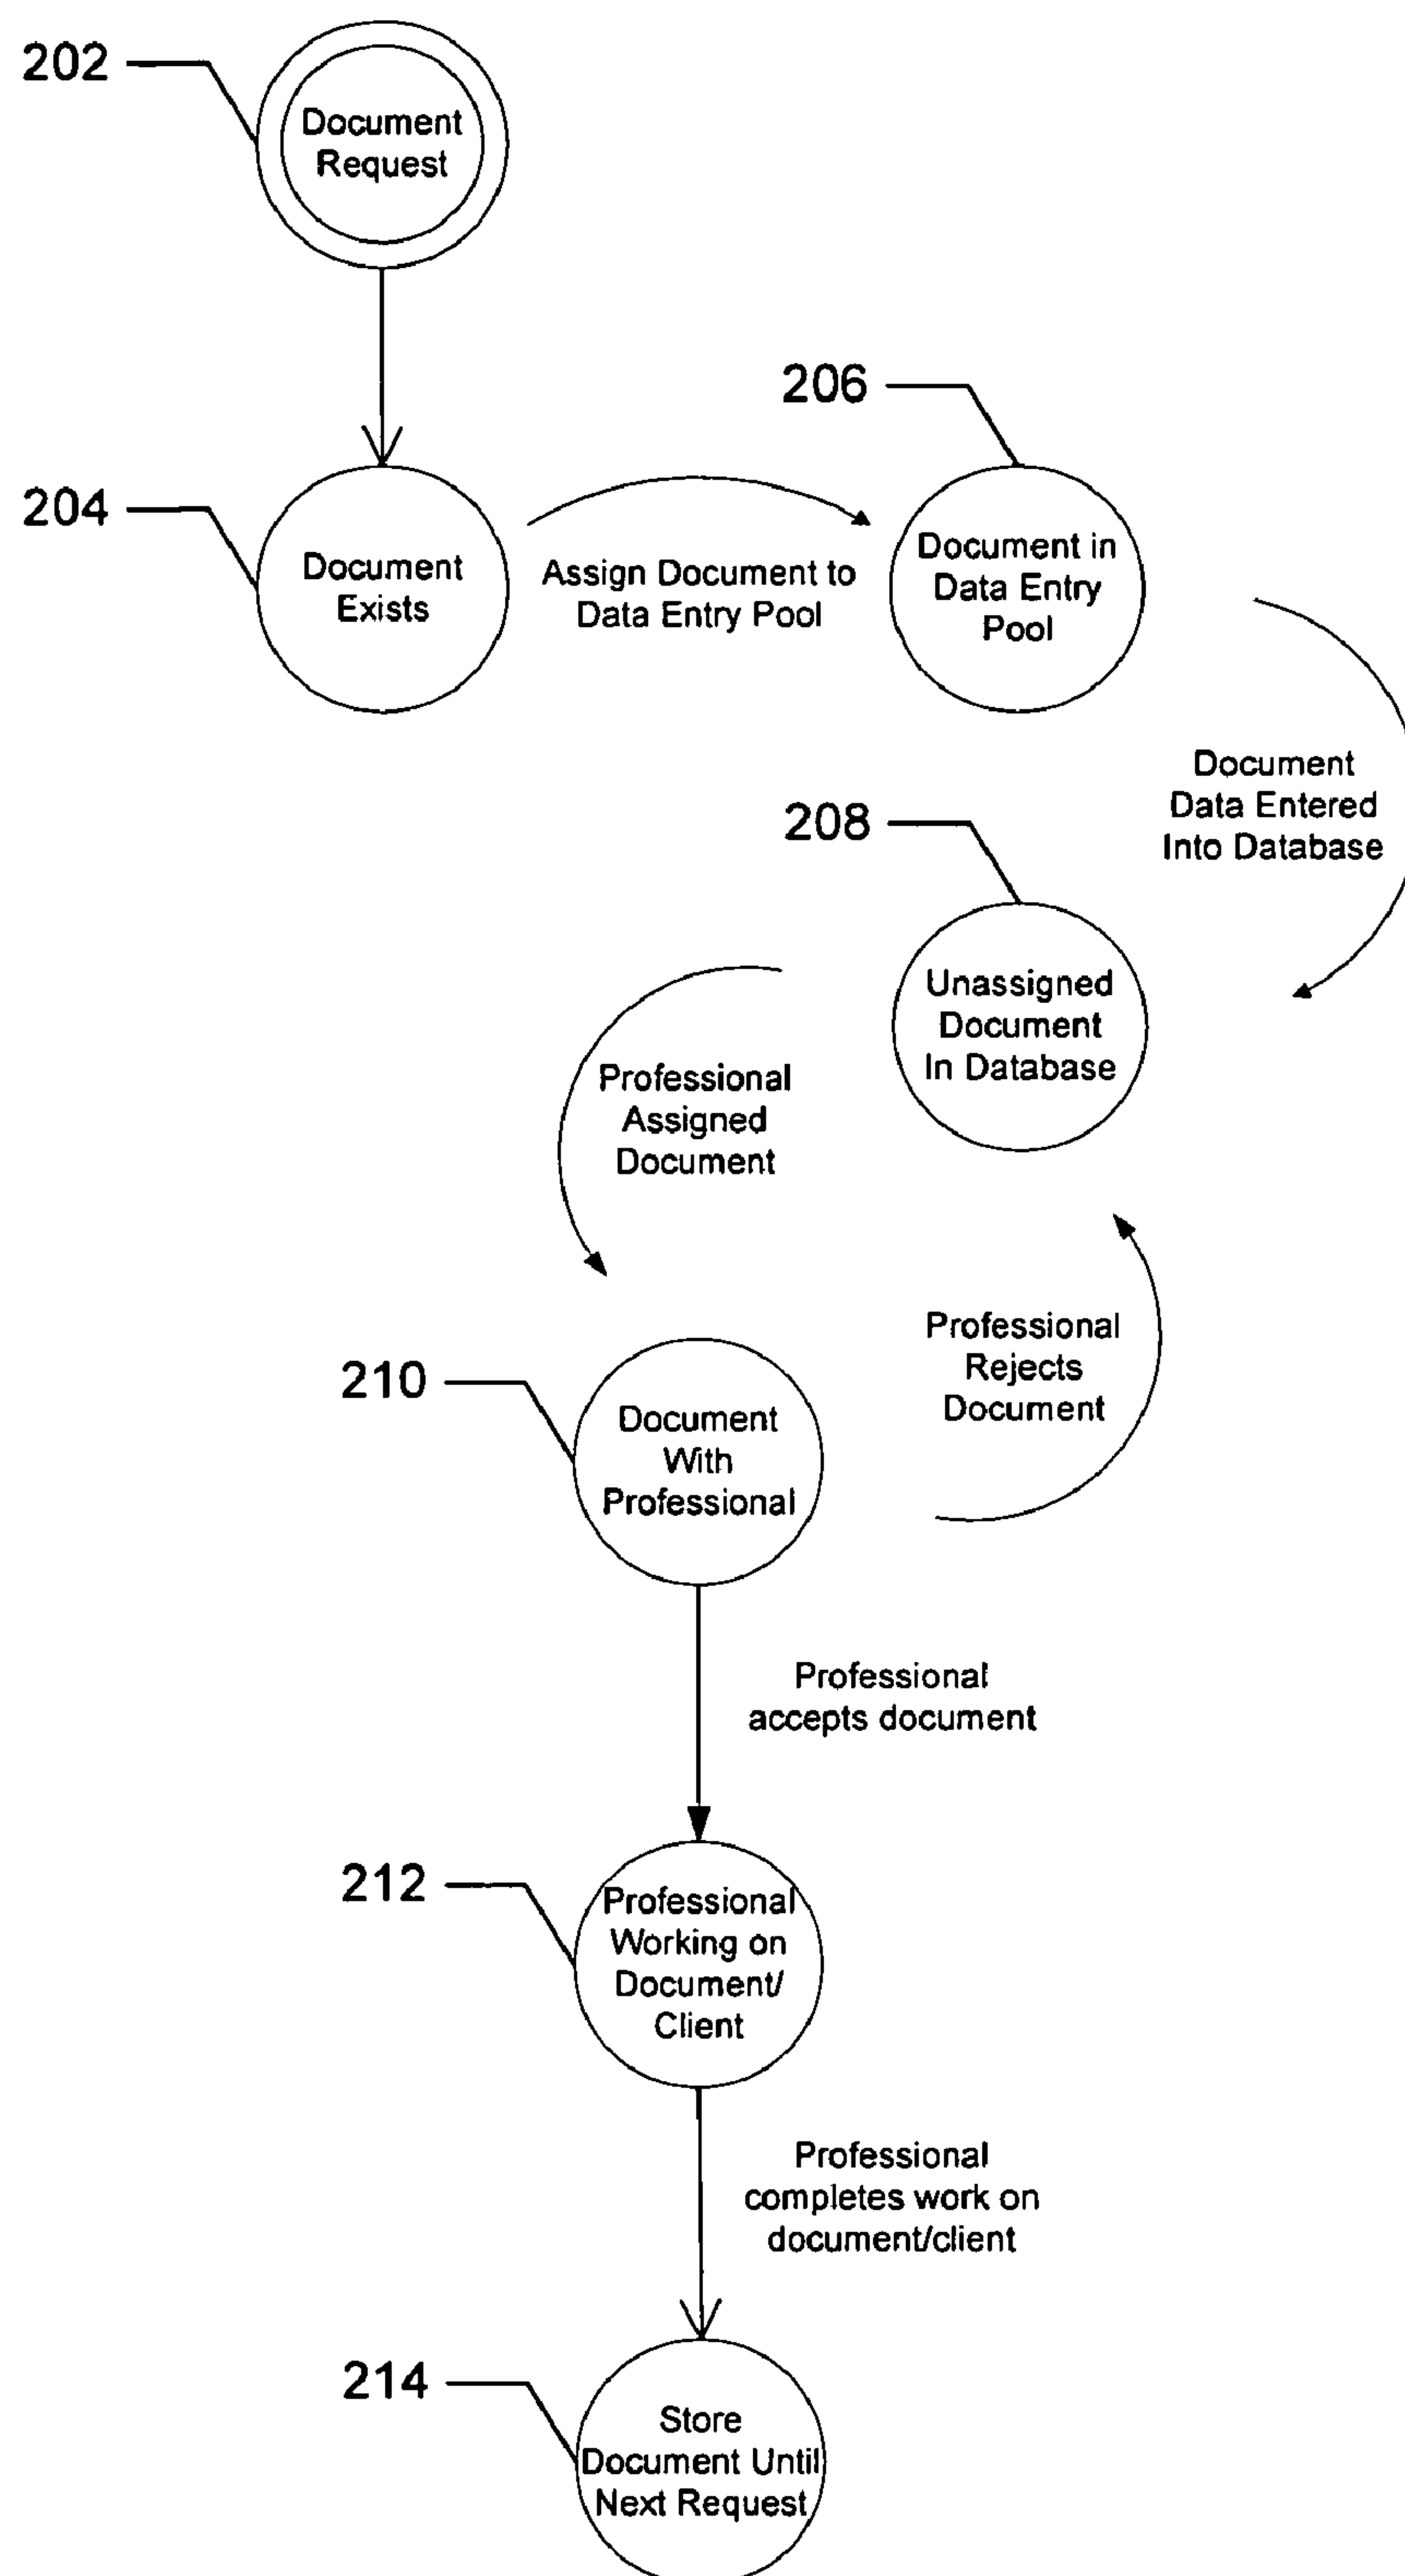 202
Document
Request
206
204
Document
Exists
Assign Document to
Data Entry Pool
Document in
Data Entry
Pool
Document
Data Entered
Into Database
208
Unassigned
Document
In Database
Professional
Assigned
Document
Professional
Rejects
Document
210
Document
With
Professional
Professional
accepts document
212
Professional
Working on
Document/
Client
Professional
completes work on
document/client
214
Store
Document Until
Next Request